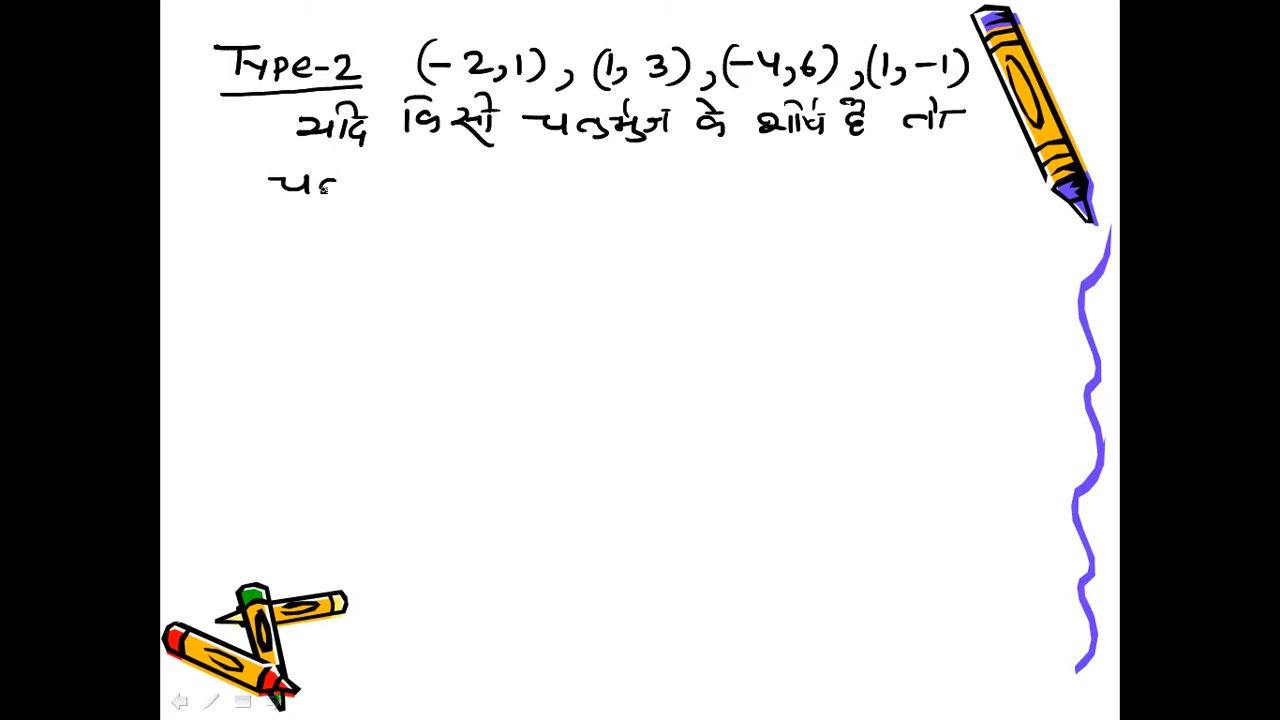 Type-2 (-2,1), (1, 3), (-4,6), (1, -1)
यदि किसी चतुर्भुज के शीर्ष है तो
च